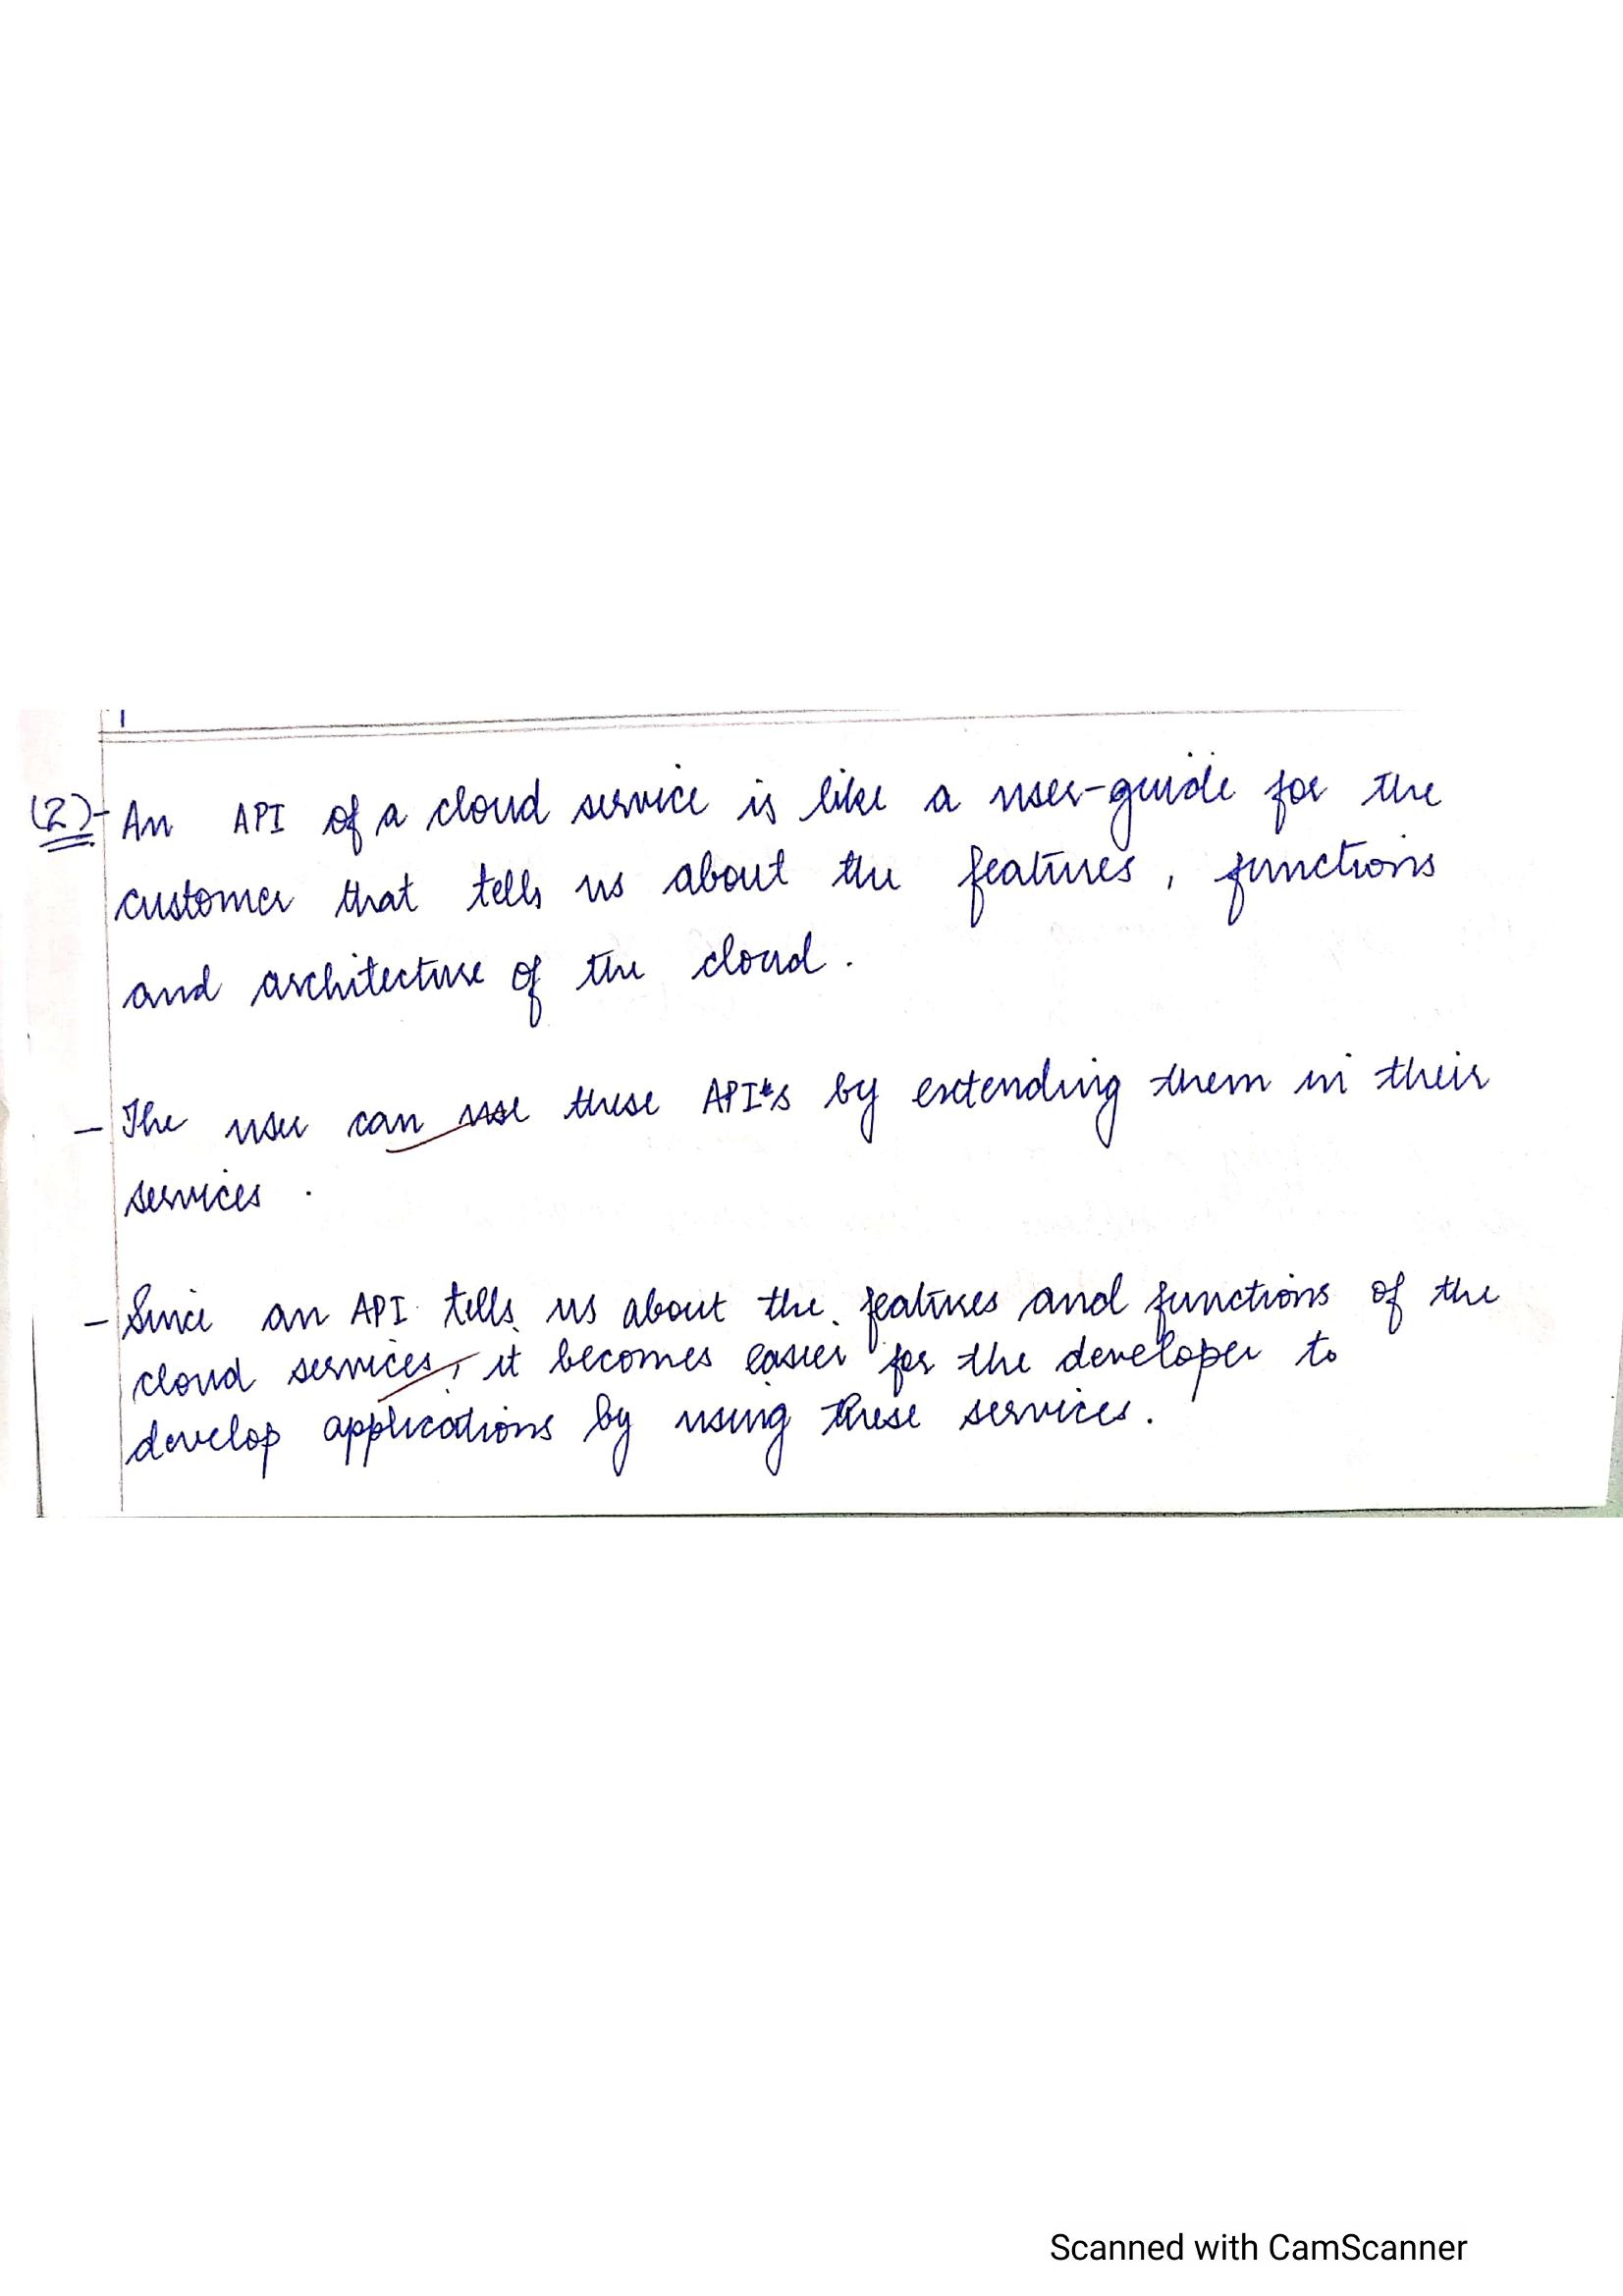 (2)- An API of a cloud service is like a user-guide for the
customer that tells us about the features, functions
and architecture of the cloud.
- The user can use these API's by extending them in their
services.
- Since an API tells us about the features and functions of the
cloud services, it becomes easier for the developer to
develop applications by using these services.
Scanned with CamScanner